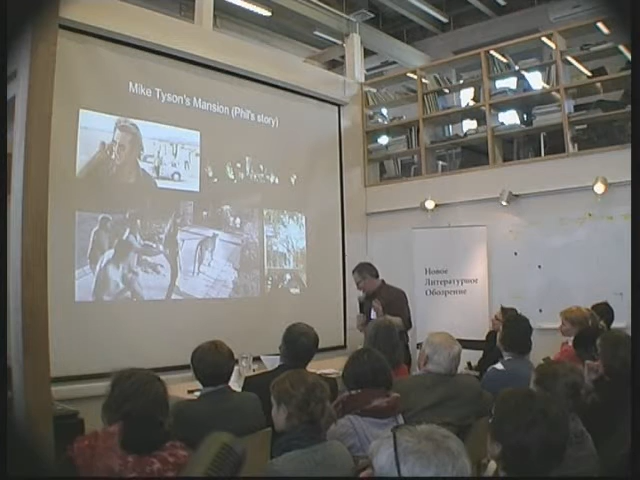 Mike Tyson's Mansion (Phil's story)
Новое
Литературное
Обозрение